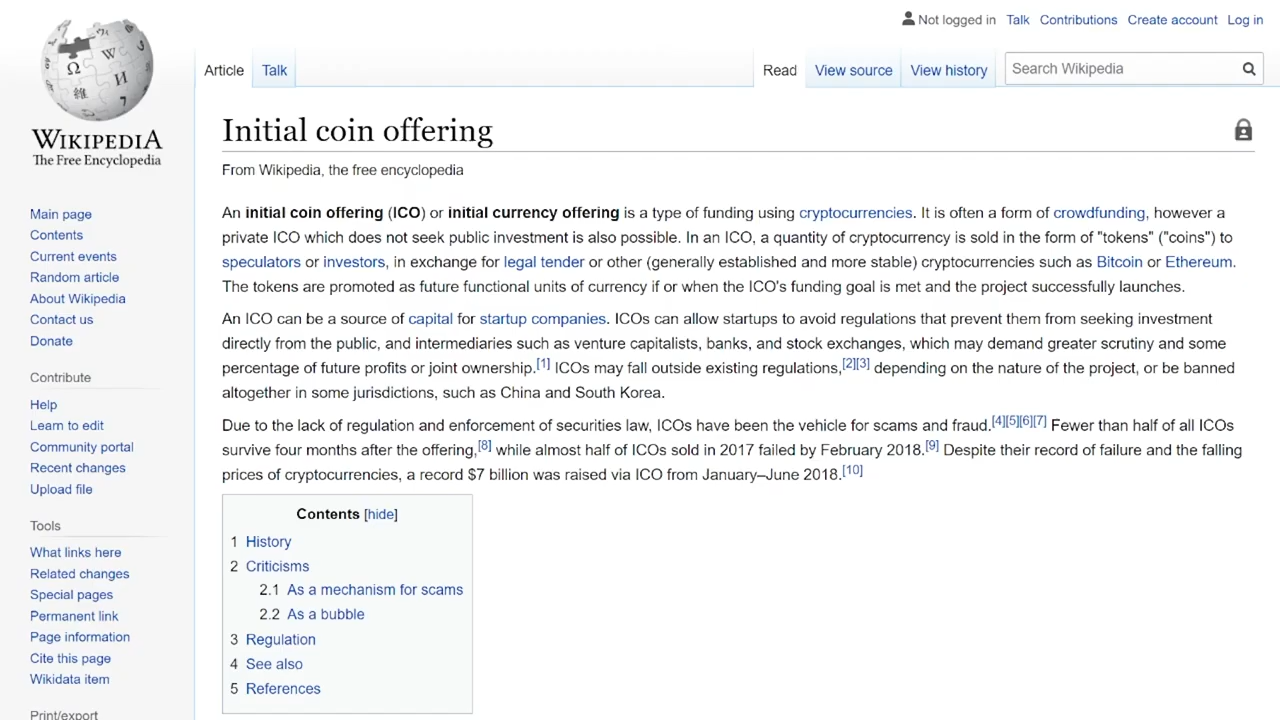 Not logged in Talk Contributions Create account Log in
Article Talk Read View source View history Search Wikipedia
WIKIPEDIA
The Free Encyclopedia
Main page
Contents
Current events
Random article
About Wikipedia
Contact us
Donate
Contribute
Help
Learn to edit
Community portal
Recent changes
Upload file
Tools
What links here
Related changes
Special pages
Permanent link
Page information
Cite this page
Wikidata item
Print/export
Initial coin offering
From Wikipedia, the free encyclopedia
An initial coin offering (ICO) or initial currency offering is a type of funding using cryptocurrencies. It is often a form of crowdfunding, however a
private ICO which does not seek public investment is also possible. In an ICO, a quantity of cryptocurrency is sold in the form of "tokens" ("coins") to
speculators or investors, in exchange for legal tender or other (generally established and more stable) cryptocurrencies such as Bitcoin or Ethereum.
The tokens are promoted as future functional units of currency if or when the ICO's funding goal is met and the project successfully launches.
An ICO can be a source of capital for startup companies. ICOs can allow startups to avoid regulations that prevent them from seeking investment
directly from the public, and intermediaries such as venture capitalists, banks, and stock exchanges, which may demand greater scrutiny and some
percentage of future profits or joint ownership.[1] ICOs may fall outside existing regulations,[2][3] depending on the nature of the project, or be banned
altogether in some jurisdictions, such as China and South Korea.
Due to the lack of regulation and enforcement of securities law, ICOs have been the vehicle for scams and fraud.[4][5][6][7] Fewer than half of all ICOs
survive four months after the offering,[8] while almost half of ICOs sold in 2017 failed by February 2018.[9] Despite their record of failure and the falling
prices of cryptocurrencies, a record $7 billion was raised via ICO from January–June 2018.[10]
Contents [hide]
1 History
2 Criticisms
2.1 As a mechanism for scams
2.2 As a bubble
3 Regulation
4 See also
5 References